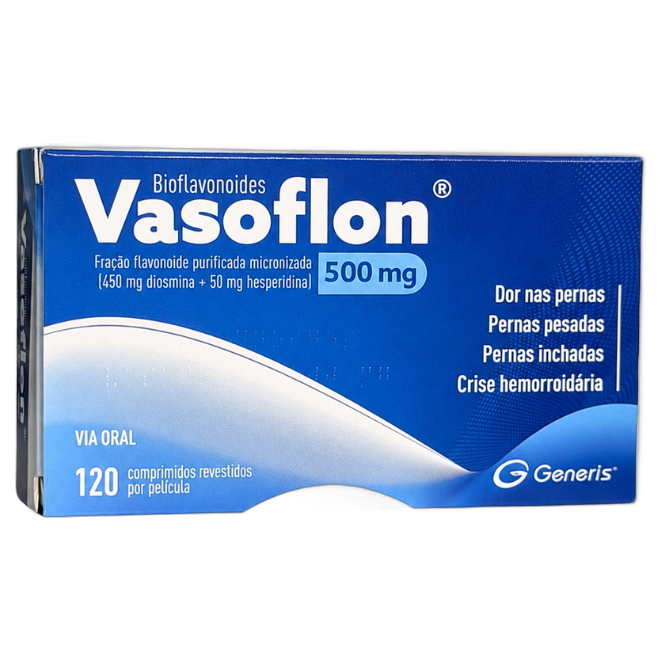 Bioflavonoides
Vasoflon®
Fração flavonoide purificada micronizada
(450 mg diosmina + 50 mg hesperidina)
500 mg
Dor nas pernas
Pernas pesadas
Pernas inchadas
Crise hemorroidária
VIA ORAL
120 comprimidos revestidos
por película
Generis®
Vasoflon